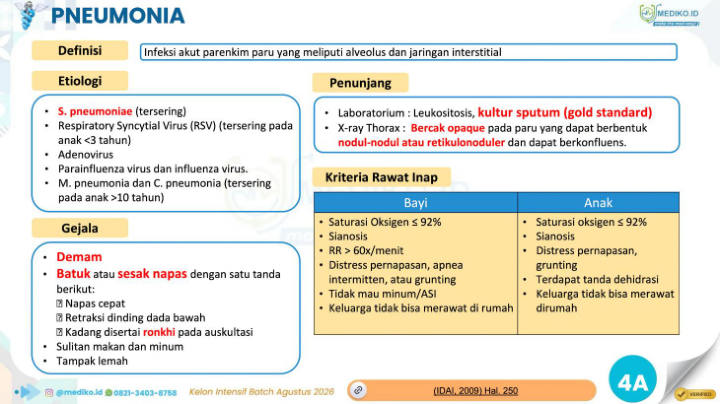 PNEUMONIA
MEDIKO.ID
Definisi
Infeksi akut parenkim paru yang meliputi alveolus dan jaringan interstitial
Etiologi
• S. pneumoniae (tersering)
• Respiratory Syncytial Virus (RSV) (tersering pada
anak <3 tahun)
• Adenovirus
• Parainfluenza virus dan influenza virus.
• M. pneumonia dan C. pneumonia (tersering
pada anak >10 tahun)
Gejala
• Demam
• Batuk atau sesak napas dengan satu tanda
berikut:
⍰ Napas cepat
⍰ Retraksi dinding dada bawah
⍰ Kadang disertai ronkhi pada auskultasi
• Sulitan makan dan minum
• Tampak lemah
Penunjang
• Laboratorium : Leukositosis, kultur sputum (gold standard)
• X-ray Thorax : Bercak opaque pada paru yang dapat berbentuk
nodul-nodul atau retikulonoduler dan dapat berkonfluens.
Kriteria Rawat Inap
Bayi
• Saturasi Oksigen ≤ 92%
• Sianosis
• RR > 60x/menit
• Distress pernapasan, apnea
intermitten, atau grunting
• Tidak mau minum/ASI
• Keluarga tidak bisa merawat di rumah
Anak
• Saturasi oksigen ≤ 92%
• Sianosis
• Distress pernapasan,
grunting
• Terdapat tanda dehidrasi
• Keluarga tidak bisa merawat
dirumah
@mediko.id 0821-3403-8758 Kelon Intensif Batch Agustus 2026
(IDAI, 2009) Hal. 250
4A
VERIFIED